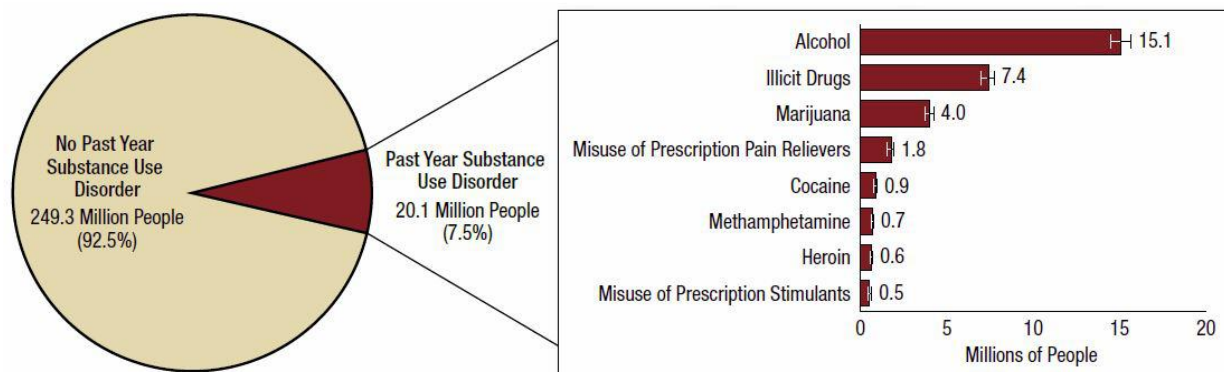 No Past Year
Substance Use
Disorder
249.3 Million People
(92.5%)
Past Year Substance
Use Disorder
20.1 Million People
(7.5%)
Alcohol
15.1
Illicit Drugs
7.4
Marijuana
4.0
Misuse of Prescription Pain Relievers
1.8
Cocaine
0.9
Methamphetamine
0.7
Heroin
0.6
Misuse of Prescription Stimulants
0.5
0 5 10 15 20
Millions of People